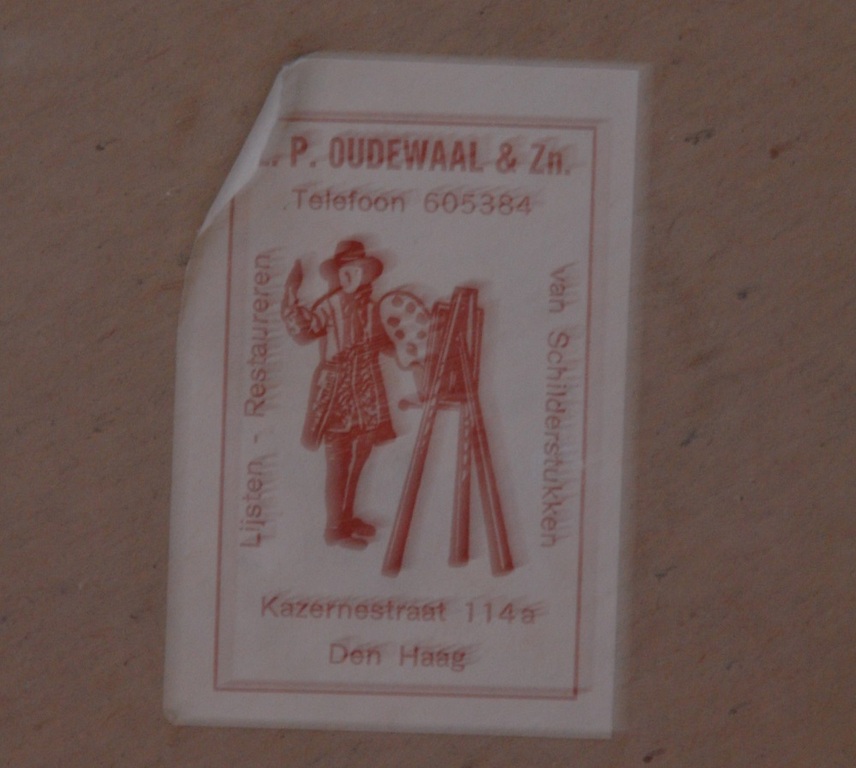 . P. OUDEWAAL & Zn.
Telefoon 605384
Lijsten - Restaureren
van Schilderstukken
Kazernestraat 114a
Den Haag